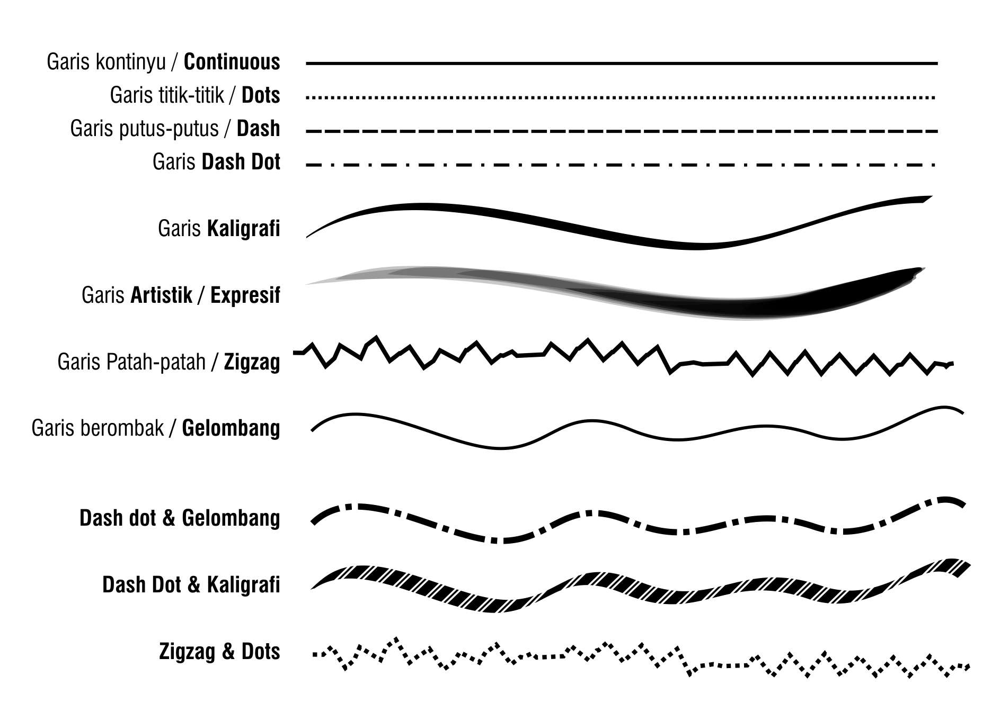 Garis kontinyu / Continuous
Garis titik-titik / Dots
Garis putus-putus / Dash
Garis Dash Dot
Garis Kaligrafi
Garis Artistik / Expresif
Garis Patah-patah / Zigzag
Garis berombak / Gelombang
Dash dot & Gelombang
Dash Dot & Kaligrafi
Zigzag & Dots